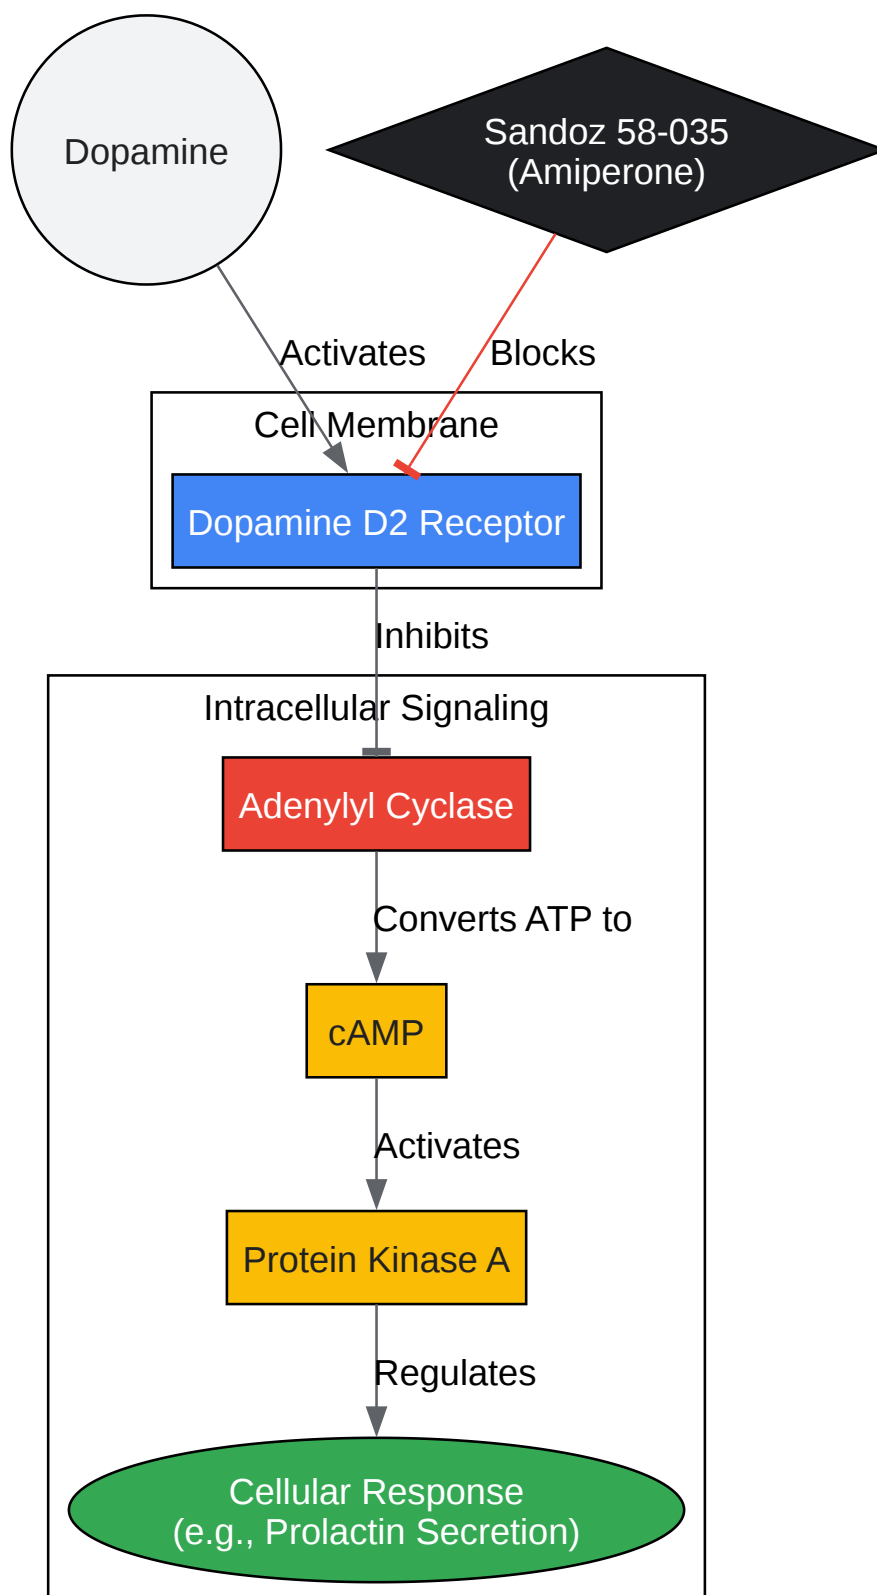 Dopamine
Sandoz 58-035
(Amiperone)
Activates
Blocks
Cell Membrane
Dopamine D2 Receptor
Inhibits
Intracellular Signaling
Adenylyl Cyclase
Converts ATP to
cAMP
Activates
Protein Kinase A
Regulates
Cellular Response
(e.g., Prolactin Secretion)